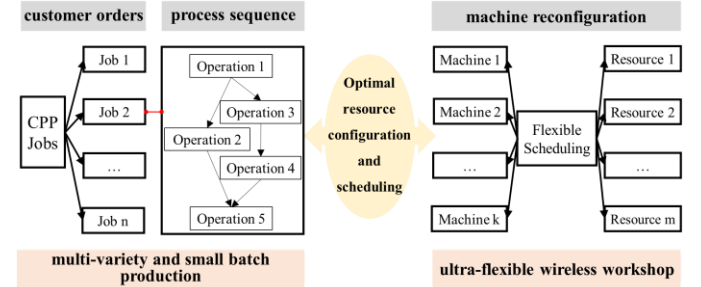 customer orders
process sequence
machine reconfiguration
CPP
Jobs
Job 1
Job 2
…
Job n
Operation 1
Operation 3
Operation 2
Operation 4
Operation 5
Optimal
resource
configuration
and
scheduling
Machine 1
Machine 2
…
Machine k
Flexible
Scheduling
Resource 1
Resource 2
…
Resource m
multi-variety and small batch
production
ultra-flexible wireless workshop